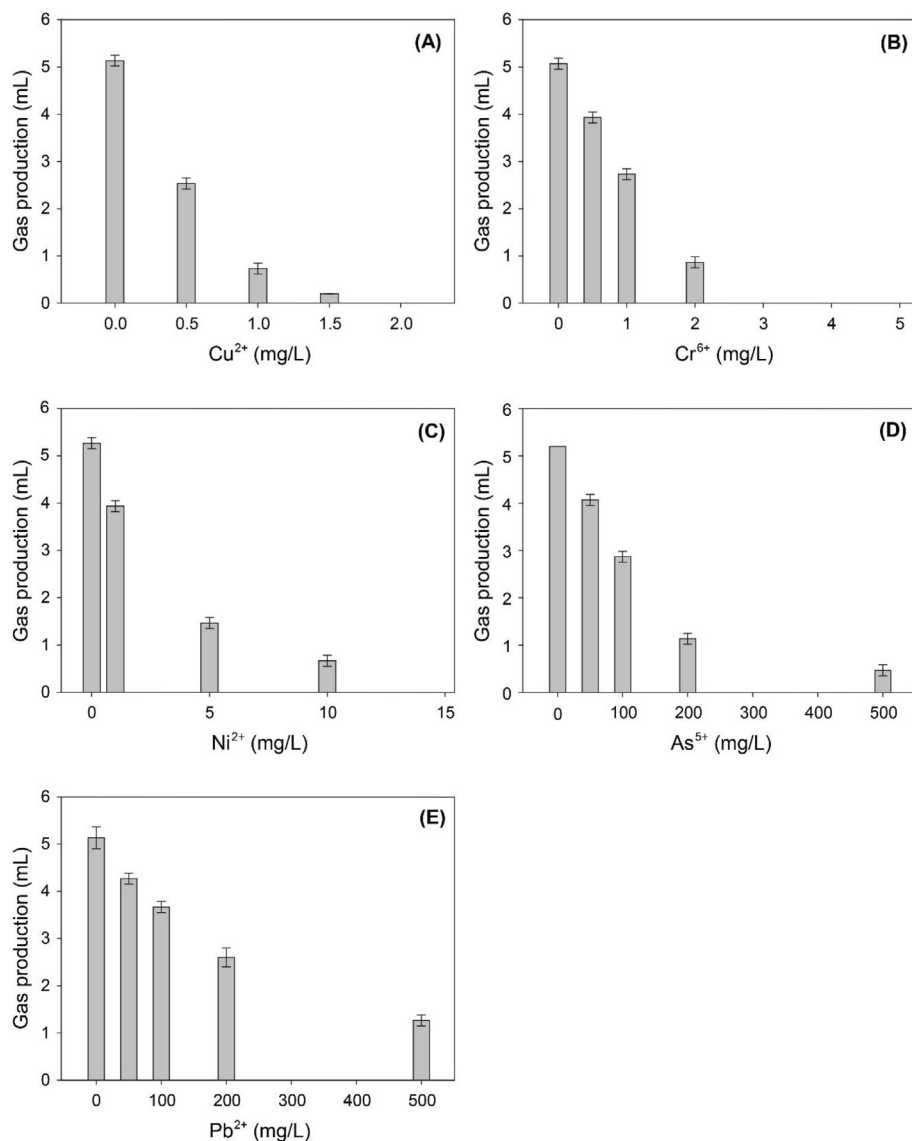 (A)
Gas production (mL)
6
5
4
3
2
1
0
0.0 0.5 1.0 1.5 2.0
Cu²⁺ (mg/L)
(B)
Gas production (mL)
6
5
4
3
2
1
0
0 1 2 3 4 5
Cr⁶⁺ (mg/L)
(C)
Gas production (mL)
6
5
4
3
2
1
0
0 5 10 15
Ni²⁺ (mg/L)
(D)
Gas production (mL)
6
5
4
3
2
1
0
0 100 200 300 400 500
As⁵⁺ (mg/L)
(E)
Gas production (mL)
6
5
4
3
2
1
0
0 100 200 300 400 500
Pb²⁺ (mg/L)